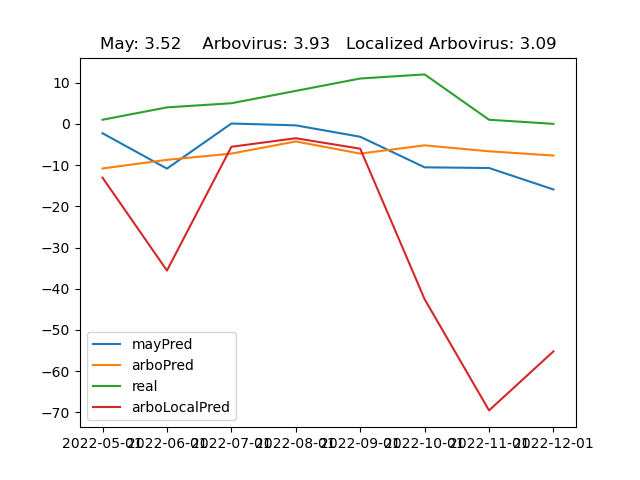 May: 3.52    Arbovirus: 3.93   Localized Arbovirus: 3.09
10
0
−10
−20
−30
−40
−50
−60
−70
mayPred
arboPred
real
arboLocalPred
2022-05-01 2022-06-01 2022-07-01 2022-08-01 2022-09-01 2022-10-01 2022-11-01 2022-12-01